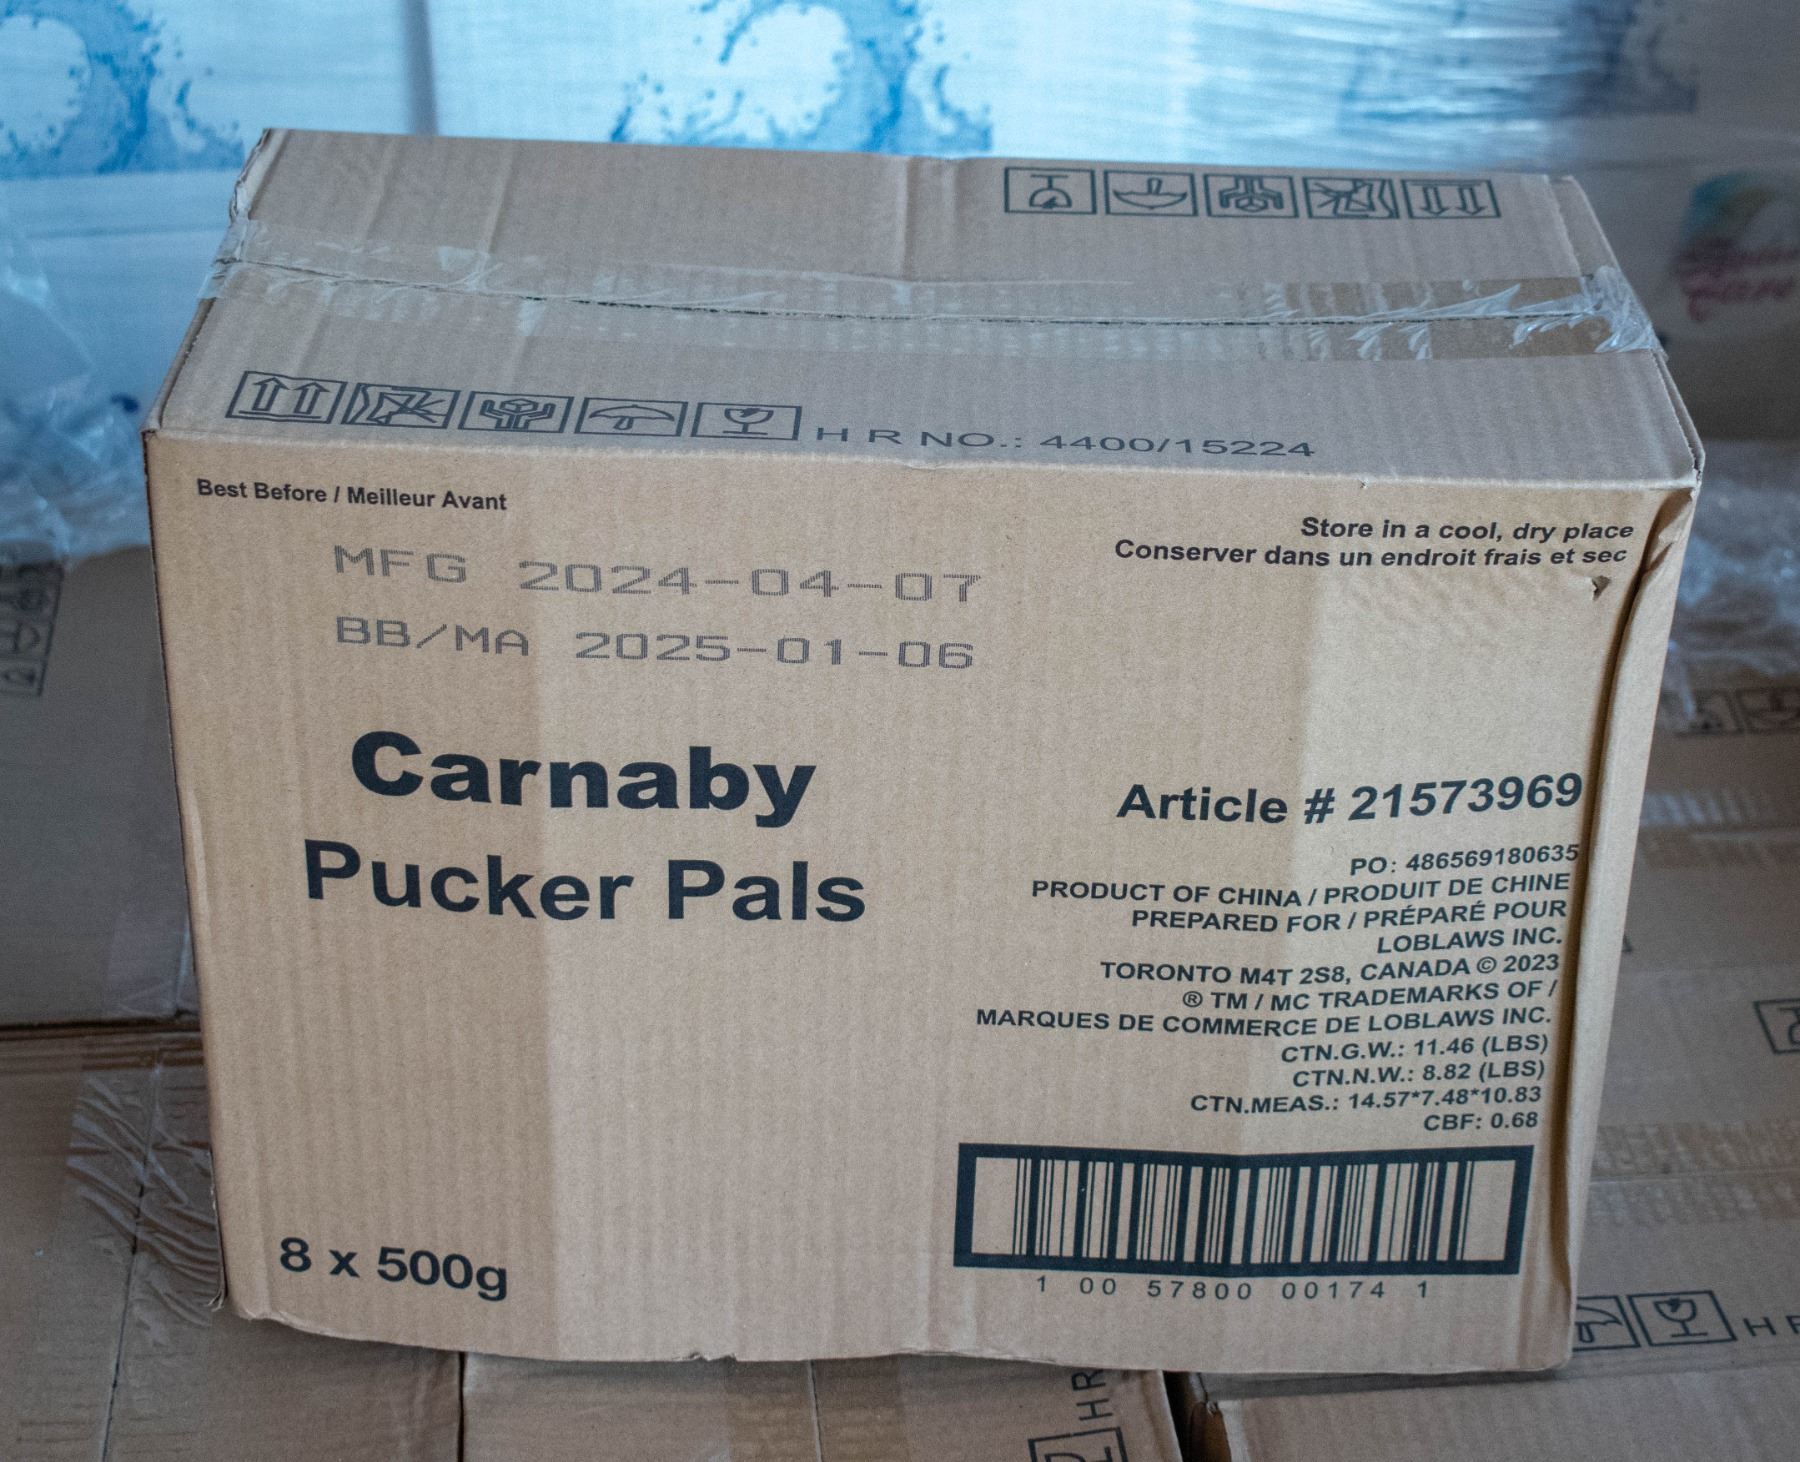 H R NO.: 4400/15224
Best Before / Meilleur Avant
MFG 2024-04-07
BB/MA 2025-01-06
Store in a cool, dry place
Conserver dans un endroit frais et sec
Carnaby
Pucker Pals
Article # 21573969
PO: 486569180635
PRODUCT OF CHINA / PRODUIT DE CHINE
PREPARED FOR / PRÉPARÉ POUR
LOBLAWS INC.
TORONTO M4T 2S8, CANADA © 2023
® TM / MC TRADEMARKS OF /
MARQUES DE COMMERCE DE LOBLAWS INC.
CTN.G.W.: 11.46 (LBS)
CTN.N.W.: 8.82 (LBS)
CTN.MEAS.: 14.57*7.48*10.83
CBF: 0.68
8 x 500g
1 00 57800 00174 1
HR